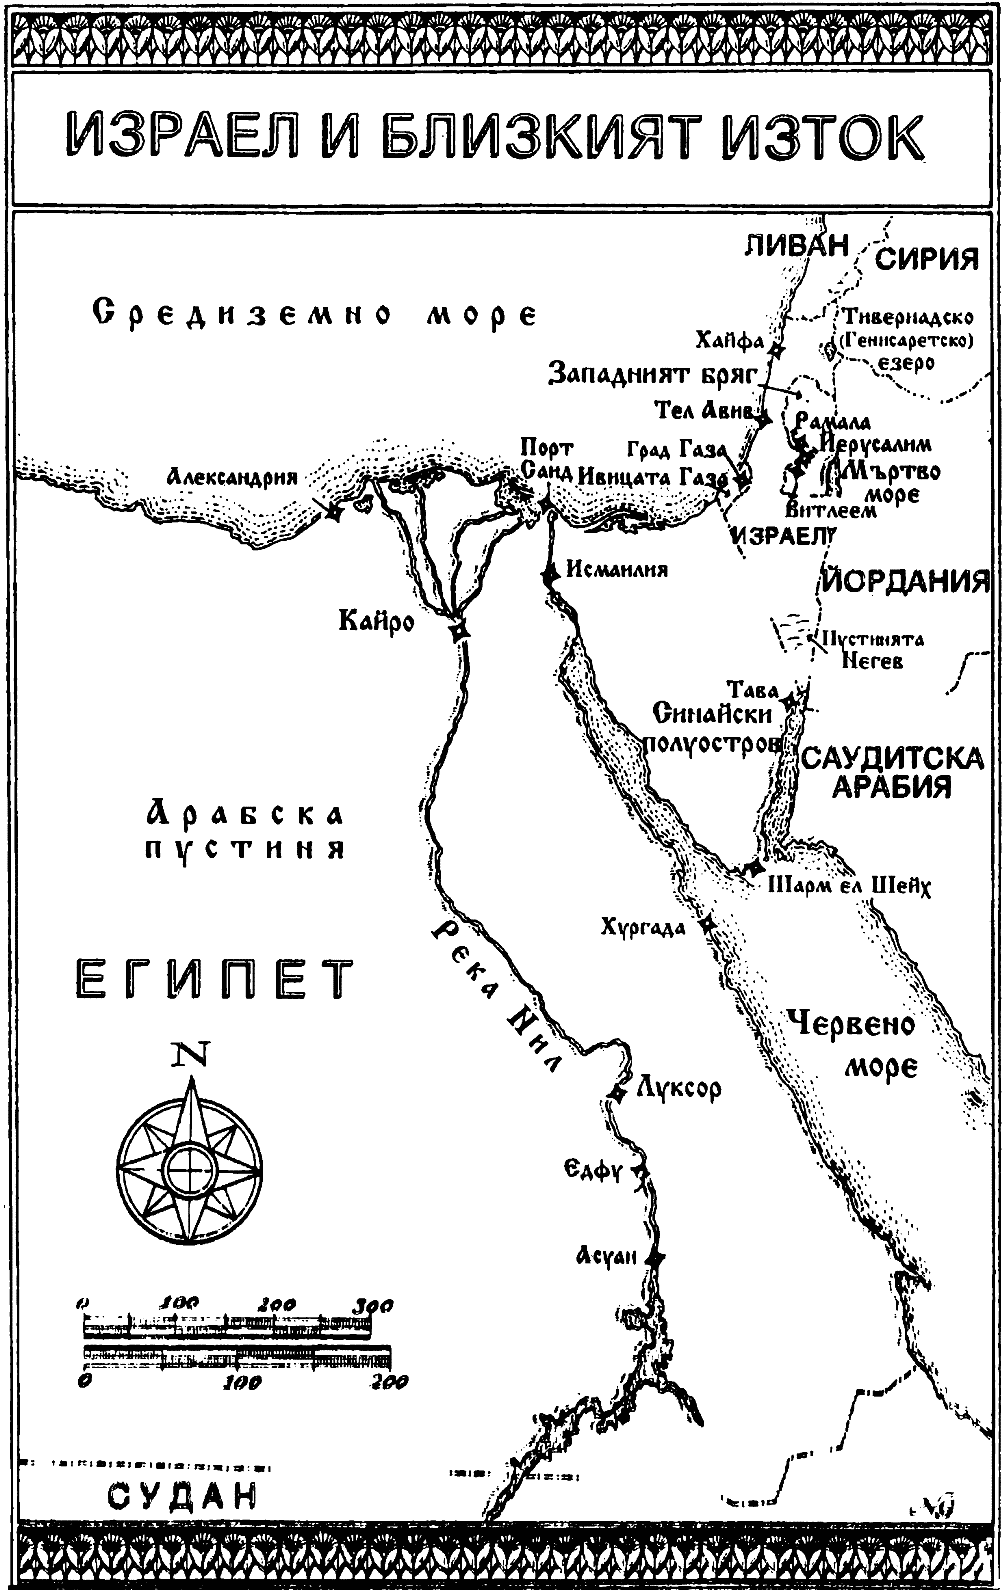 ИЗРАЕЛ И БЛИЗКИЯТ ИЗТОК
ЛИВАН
СИРИЯ
Средиземно море
Тивериадско
(Генисаретско)
езеро
Хайфа
Западният бряг
Тел Авив
Рамала
Йерусалим
Мъртво
море
Витлеем
Град Газа
Ивицата Газа
Порт
Саид
Александрия
ИЗРАЕЛ
Исмаилия
ЙОРДАНИЯ
Кайро
Пустинята
Негев
Тава
Синайски
полуостров
САУДИТСКА
АРАБИЯ
Арабска
пустиня
Шарм ел Шейх
Хургада
Река Нил
ЕГИПЕТ
Червено
море
N
Луксор
Едфу
Асуан
0 100 200 300
0 100 200
СУДАН